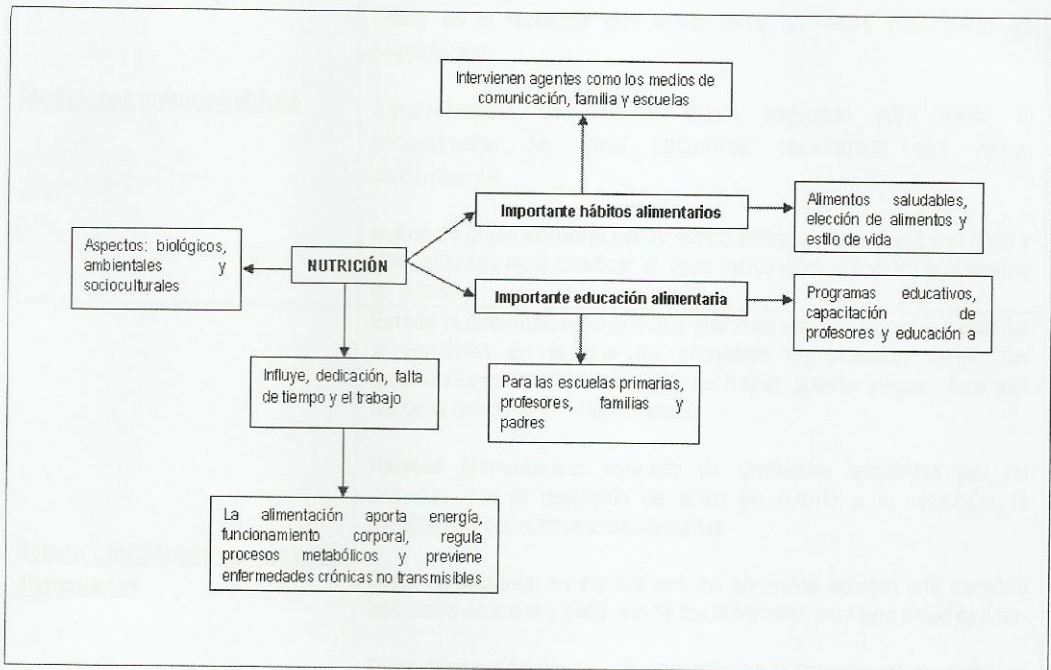 Intervienen agentes como los medios de
comunicación, familia y escuelas
Importante hábitos alimentarios
Alimentos saludables,
elección de alimentos y
estilo de vida
Aspectos: biológicos,
ambientales y
socioculturales
NUTRICIÓN
Importante educación alimentaria
Programas educativos,
capacitación de
profesores y educación a
Influye, dedicación, falta
de tiempo y el trabajo
Para las escuelas primarias,
profesores, familias y
padres
La alimentación aporta energía,
funcionamiento corporal, regula
procesos metabólicos y previene
enfermedades crónicas no transmisibles